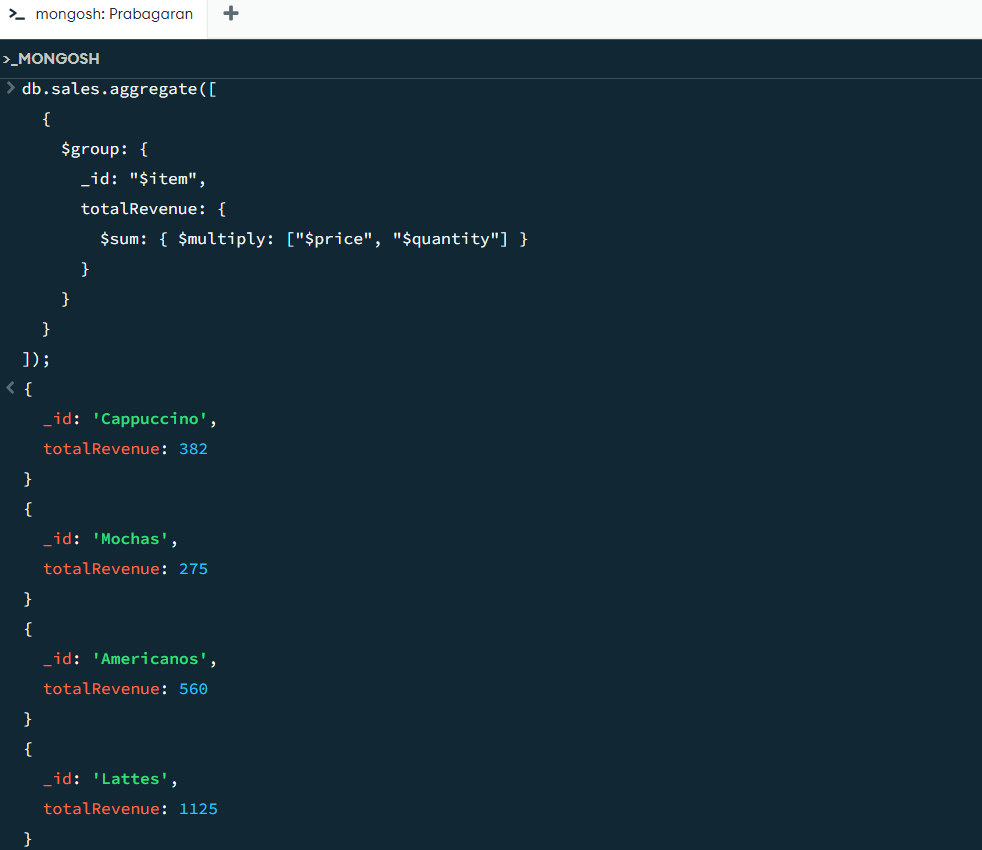 mongosh: Prabagaran
>_MONGOSH
db.sales.aggregate([
  {
    $group: {
      _id: "$item",
      totalRevenue: {
        $sum: { $multiply: ["$price", "$quantity"] }
      }
    }
  }
]);
{
  _id: 'Cappuccino',
  totalRevenue: 382
}
{
  _id: 'Mochas',
  totalRevenue: 275
}
{
  _id: 'Americanos',
  totalRevenue: 560
}
{
  _id: 'Lattes',
  totalRevenue: 1125
}